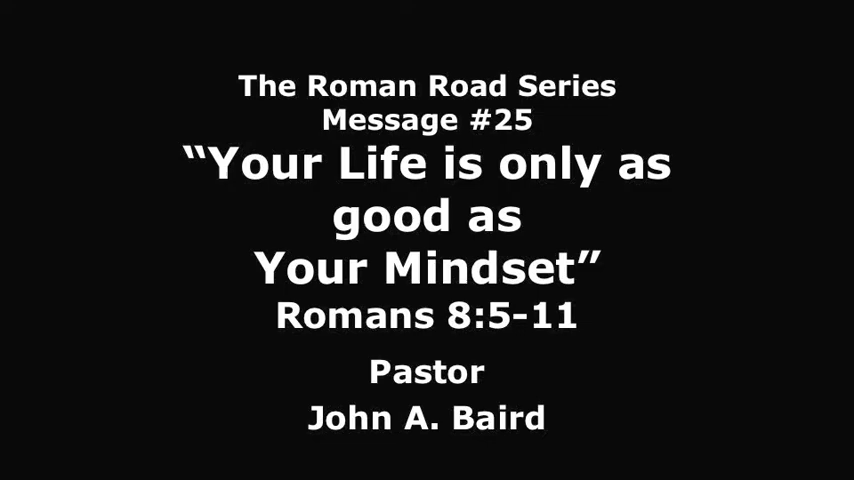 The Roman Road Series
Message #25
“Your Life is only as
good as
Your Mindset”
Romans 8:5-11
Pastor
John A. Baird